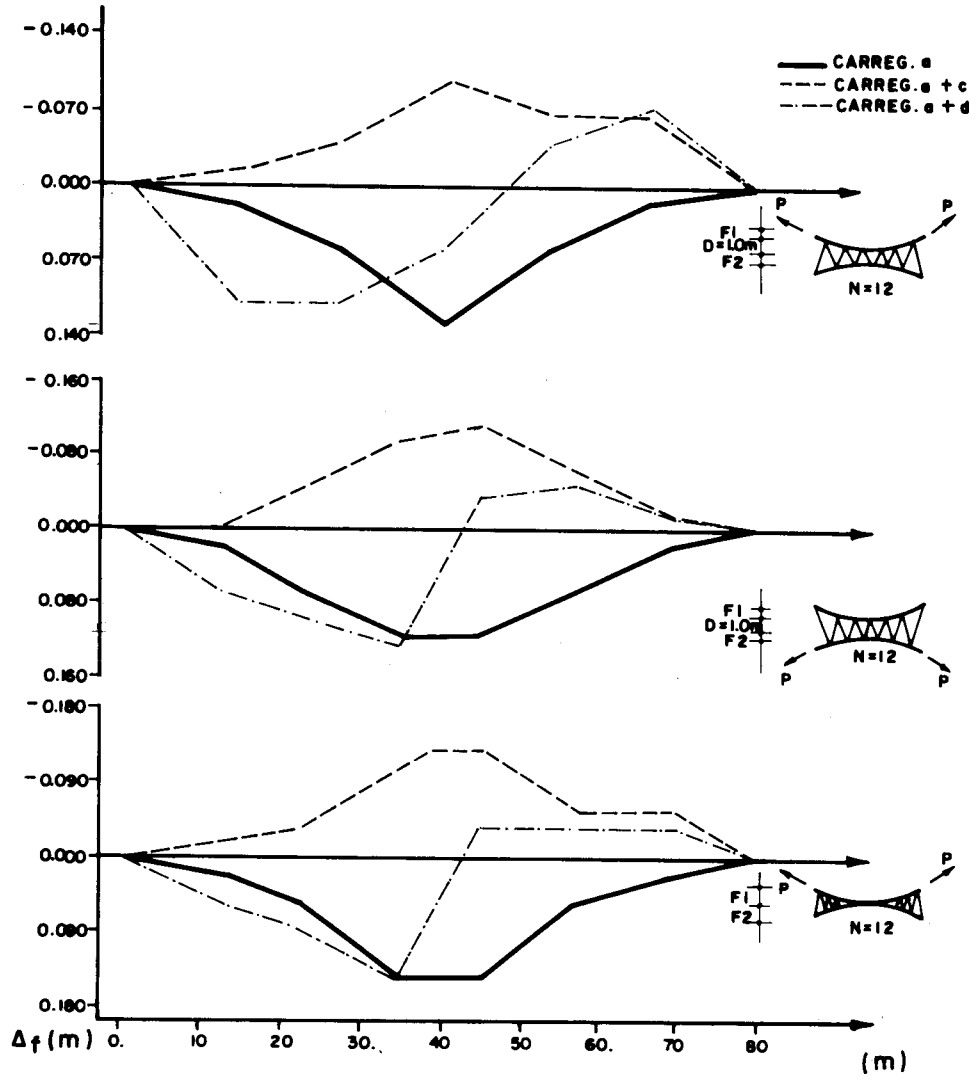 -0.140
CARREG. a
CARREG. a + c
CARREG. a + d
-0.070
0.000
P
P
F1
D=1.0m
F2
0.070
N=12
0.140
-0.160
-0.080
0.000
0.080
F1
D=1.0m
F2
N=12
0.160
P
P
-0.180
-0.090
0.000
P
P
F1
F2
N=12
0.090
0.180
Δf (m)
0. 10 20 30. 40 50 60. 70 80
(m)